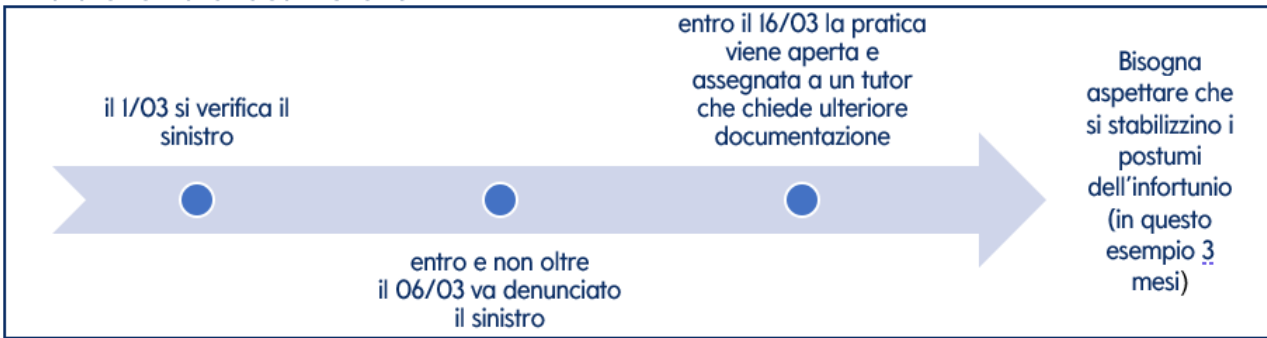 il 1/03 si verifica il
sinistro
entro e non oltre
il 06/03 va denunciato
il sinistro
entro il 16/03 la pratica
viene aperta e
assegnata a un tutor
che chiede ulteriore
documentazione
Bisogna
aspettare che
si stabilizzino i
postumi
dell'infortunio
(in questo
esempio 3
mesi)